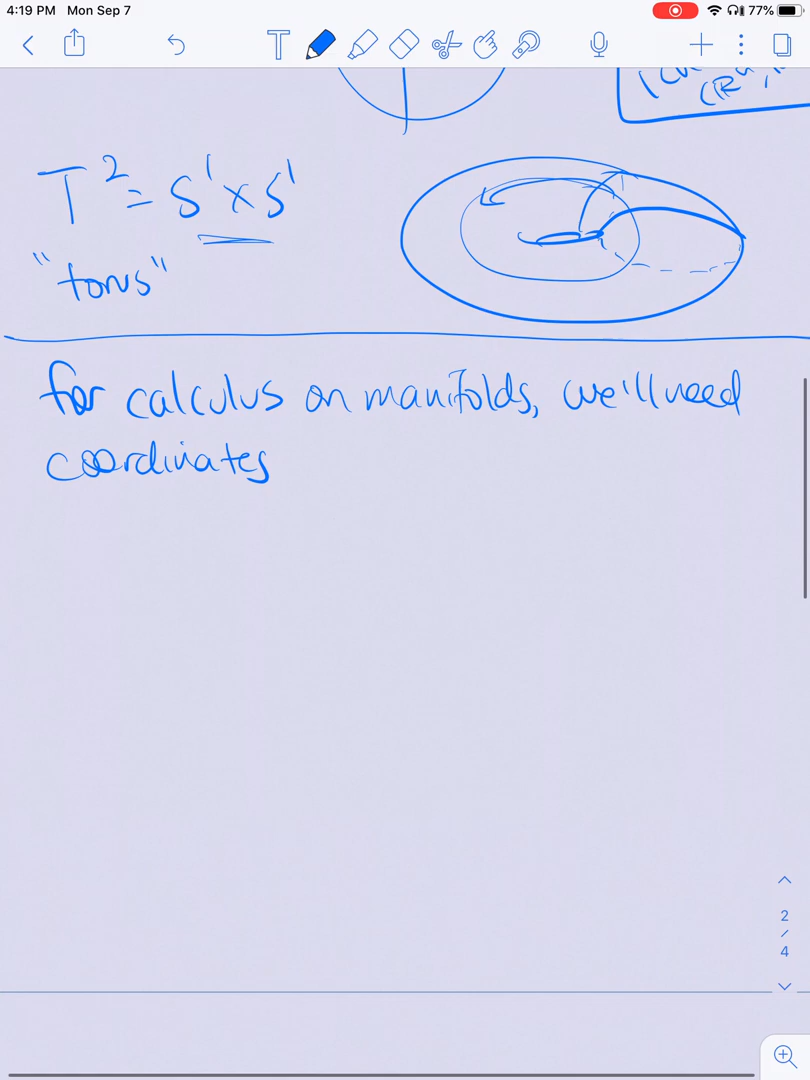 4:19 PM Mon Sep 7
77%
T
T² = S¹ × S¹
"torus"
for calculus on manifolds, we'll need
coordinates
2
/
4